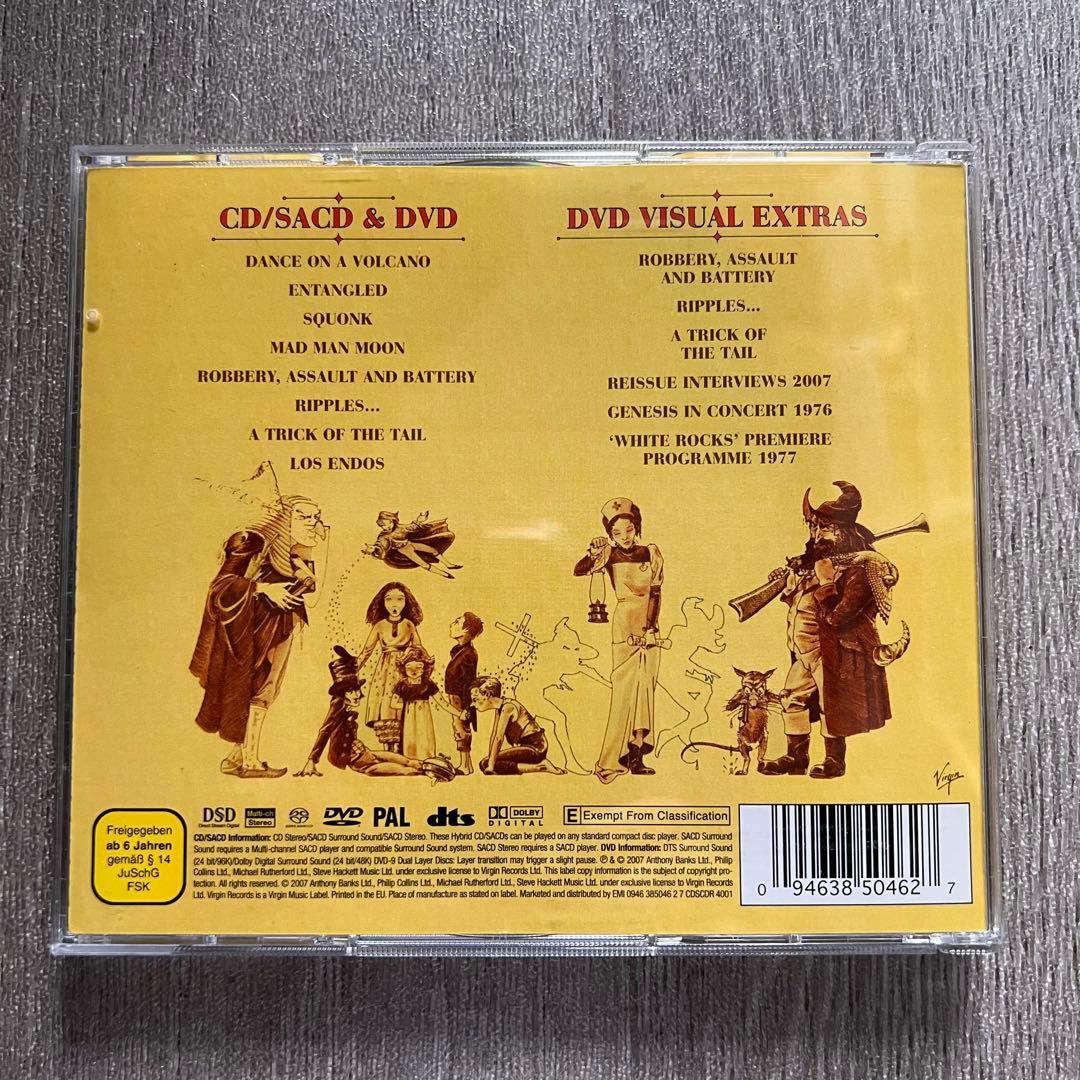 CD/SACD & DVD
DANCE ON A VOLCANO
ENTANGLED
SQUONK
MAD MAN MOON
ROBBERY, ASSAULT AND BATTERY
RIPPLES...
A TRICK OF THE TAIL
LOS ENDOS
DVD VISUAL EXTRAS
ROBBERY, ASSAULT
AND BATTERY
RIPPLES...
A TRICK OF
THE TAIL
REISSUE INTERVIEWS 2007
GENESIS IN CONCERT 1976
‘WHITE ROCKS’ PREMIERE
PROGRAMME 1977
Virgin
Freigegeben
ab 6 Jahren
gemäß § 14
JuSchG
FSK
DSD
Direct Stream Digital
Multi-ch
Stereo
SUPER AUDIO CD
DVD
VIDEO
PAL
dts
DOLBY
DIGITAL
E Exempt From Classification
CD/SACD Information: CD Stereo/SACD Surround Sound/SACD Stereo. These Hybrid CD/SACDs can be played on any standard compact disc player. SACD Surround
Sound requires a Multi-channel SACD player and compatible Surround Sound system. SACD Stereo requires a SACD player. DVD Information: DTS Surround Sound
(24 bit/96K)/Dolby Digital Surround Sound (24 bit/48K) DVD-9 Dual Layer Discs: Layer transition may trigger a slight pause. ℗ & © 2007 Anthony Banks Ltd., Philip
Collins Ltd., Michael Rutherford Ltd., Steve Hackett Music Ltd. under exclusive license to Virgin Records Ltd. This label copy information is the subject of copyright pro-
tection. All rights reserved. © 2007 Anthony Banks Ltd., Philip Collins Ltd., Michael Rutherford Ltd., Steve Hackett Music Ltd. under exclusive license to Virgin Records
Ltd. Virgin Records is a Virgin Music Label. Printed in the EU. Place of manufacture as stated on label. Marketed and distributed by EMI 0946 385046 2 7 CDSCDR 4001
0 94638 50462 7